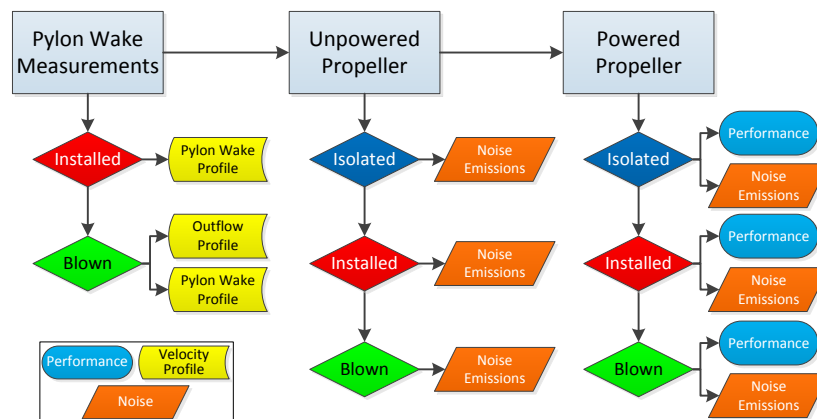 Pylon Wake
Measurements
Unpowered
Propeller
Powered
Propeller
Installed
Pylon Wake
Profile
Blown
Outflow
Profile
Pylon Wake
Profile
Isolated
Noise
Emissions
Installed
Noise
Emissions
Blown
Noise
Emissions
Isolated
Performance
Noise
Emissions
Installed
Performance
Noise
Emissions
Blown
Performance
Noise
Emissions
Performance
Velocity
Profile
Noise